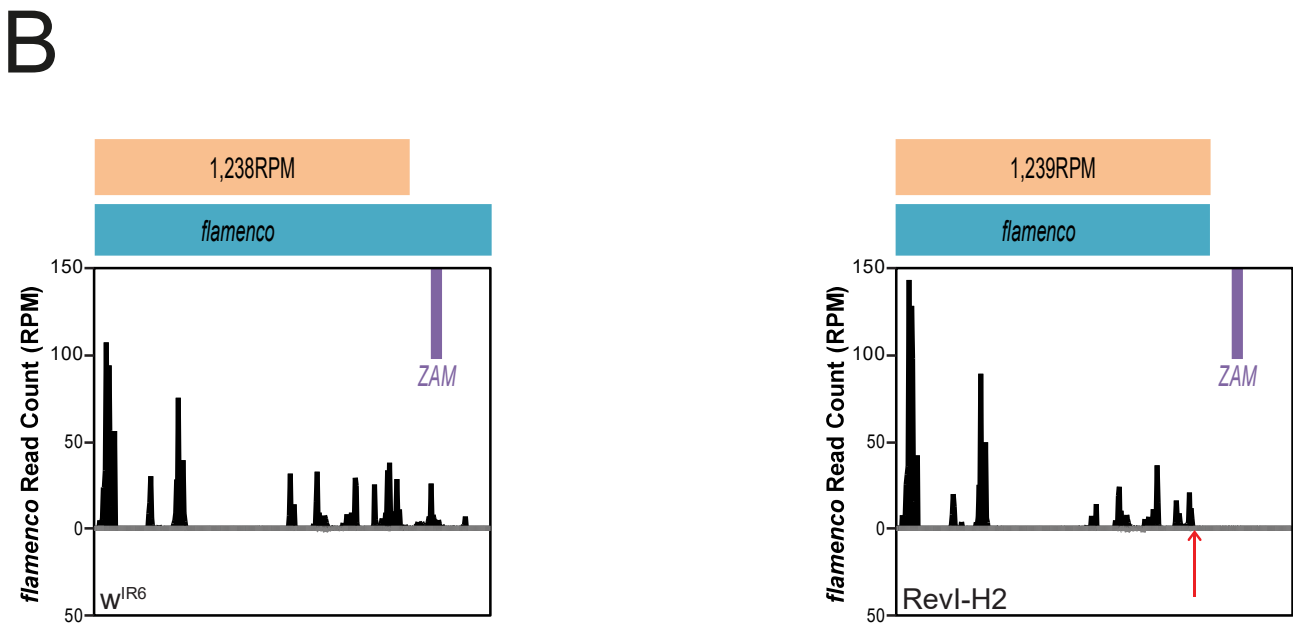 B
1,238RPM
flamenco
150
100
50
0
50
flamenco Read Count (RPM)
ZAM
wIR6
1,239RPM
flamenco
150
100
50
0
50
flamenco Read Count (RPM)
ZAM
RevI-H2